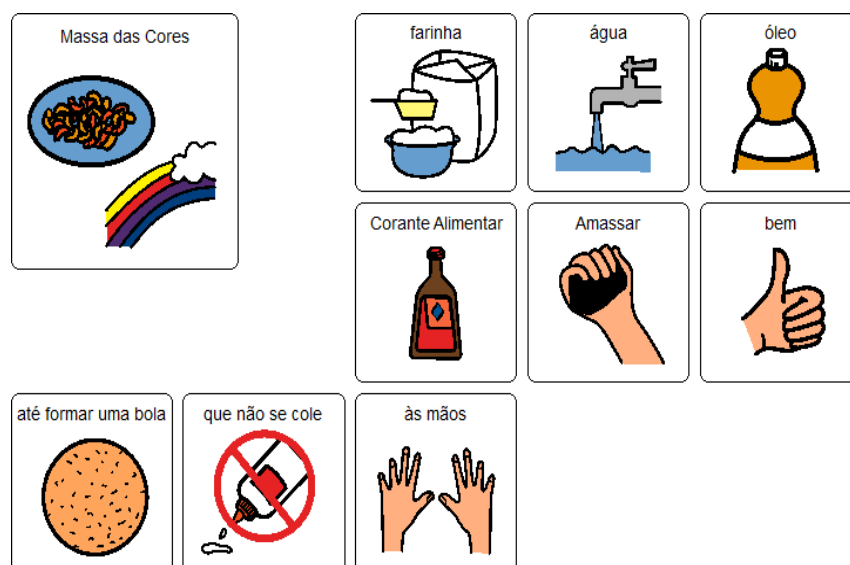 Massa das Cores
farinha
água
óleo
Corante Alimentar
Amassar
bem
até formar uma bola
que não se cole
às mãos